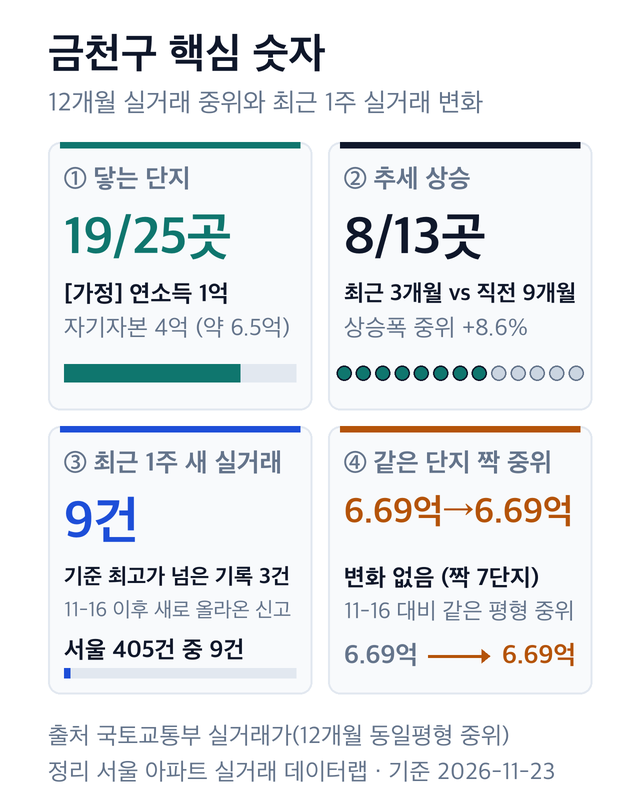 금천구 핵심 숫자
12개월 실거래 중위와 최근 1주 실거래 변화
① 닿는 단지
19/25곳
[가정] 연소득 1억
자기자본 4억 (약 6.5억)
② 추세 상승
8/13곳
최근 3개월 vs 직전 9개월
상승폭 중위 +8.6%
③ 최근 1주 새 실거래
9건
기준 최고가 넘은 기록 3건
11-16 이후 새로 올라온 신고
서울 405건 중 9건
④ 같은 단지 짝 중위
6.69억→6.69억
변화 없음 (짝 7단지)
11-16 대비 같은 평형 중위
6.69억 → 6.69억
출처 국토교통부 실거래가(12개월 동일평형 중위)
정리 서울 아파트 실거래 데이터랩 · 기준 2026-11-23